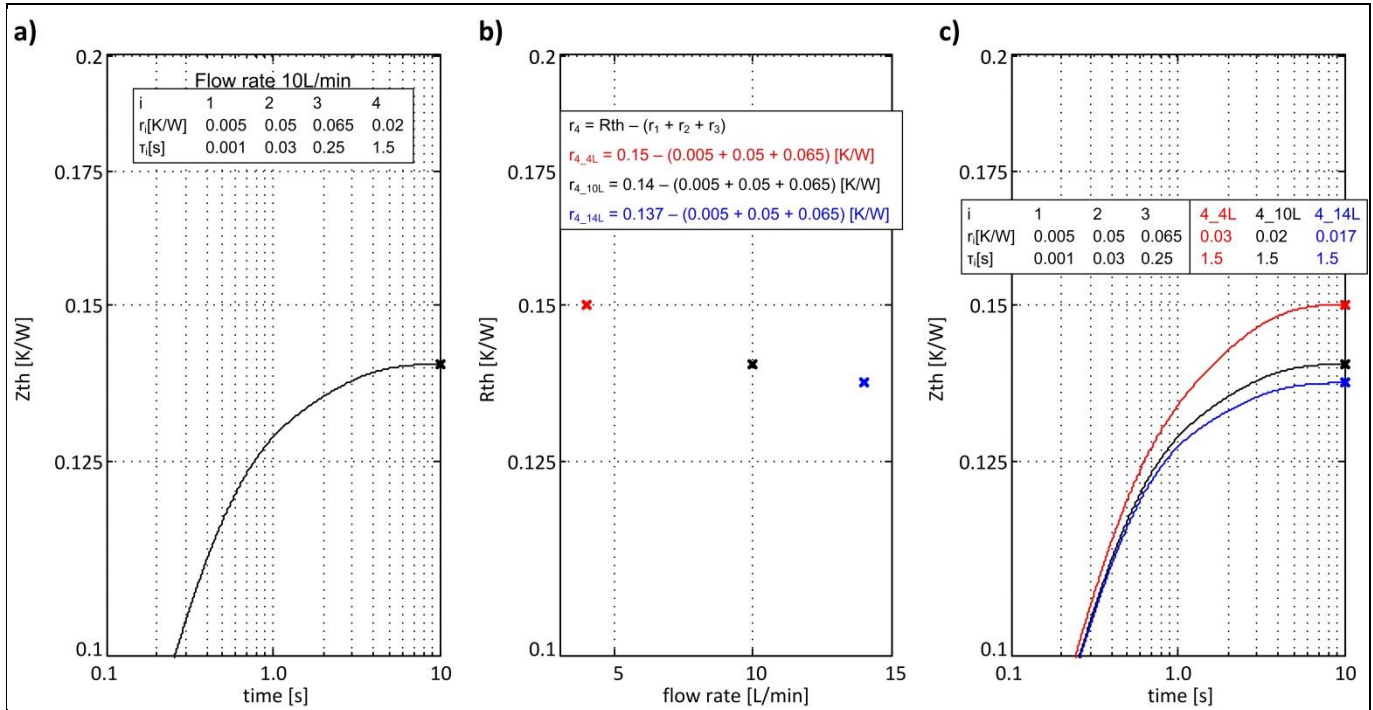 a)
0.2
Flow rate 10L/min
i 1 2 3 4
rᵢ[K/W] 0.005 0.05 0.065 0.02
τᵢ[s] 0.001 0.03 0.25 1.5
0.175
0.15
0.125
0.1
Zth [K/W]
0.1 1.0 10
time [s]
b)
0.2
r₄ = Rth – (r₁ + r₂ + r₃)
r₄_₄L = 0.15 – (0.005 + 0.05 + 0.065) [K/W]
r₄_₁₀L = 0.14 – (0.005 + 0.05 + 0.065) [K/W]
r₄_₁₄L = 0.137 – (0.005 + 0.05 + 0.065) [K/W]
0.175
0.15
0.125
0.1
Rth [K/W]
5 10 15
flow rate [L/min]
c)
0.2
0.175
i 1 2 3 4_4L 4_10L 4_14L
rᵢ[K/W] 0.005 0.05 0.065 0.03 0.02 0.017
τᵢ[s] 0.001 0.03 0.25 1.5 1.5 1.5
0.15
0.125
0.1
Zth [K/W]
0.1 1.0 10
time [s]